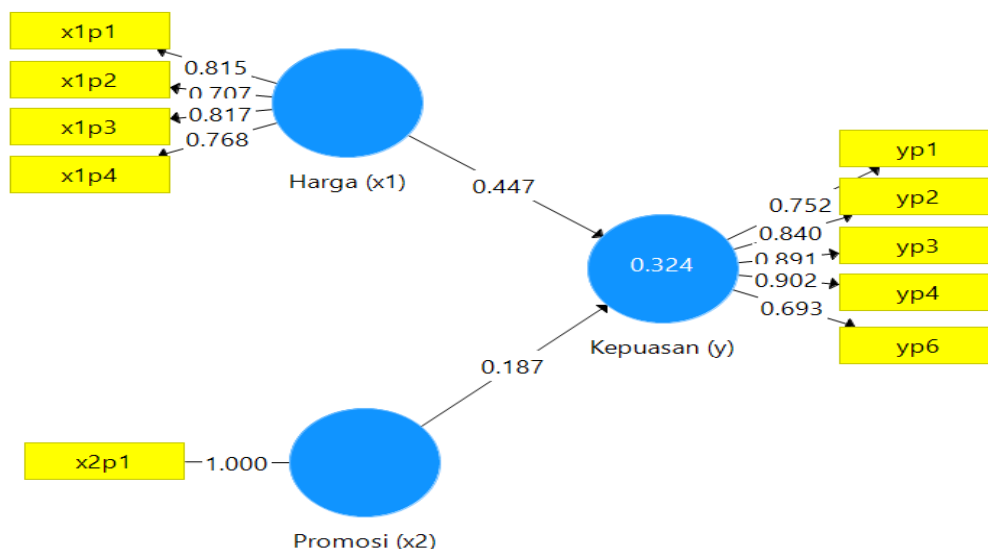 x1p1
x1p2
x1p3
x1p4
0.815
0.707
0.817
0.768
Harga (x1)
0.447
0.324
Kepuasan (y)
0.752
0.840
0.891
0.902
0.693
yp1
yp2
yp3
yp4
yp6
0.187
x2p1
1.000
Promosi (x2)